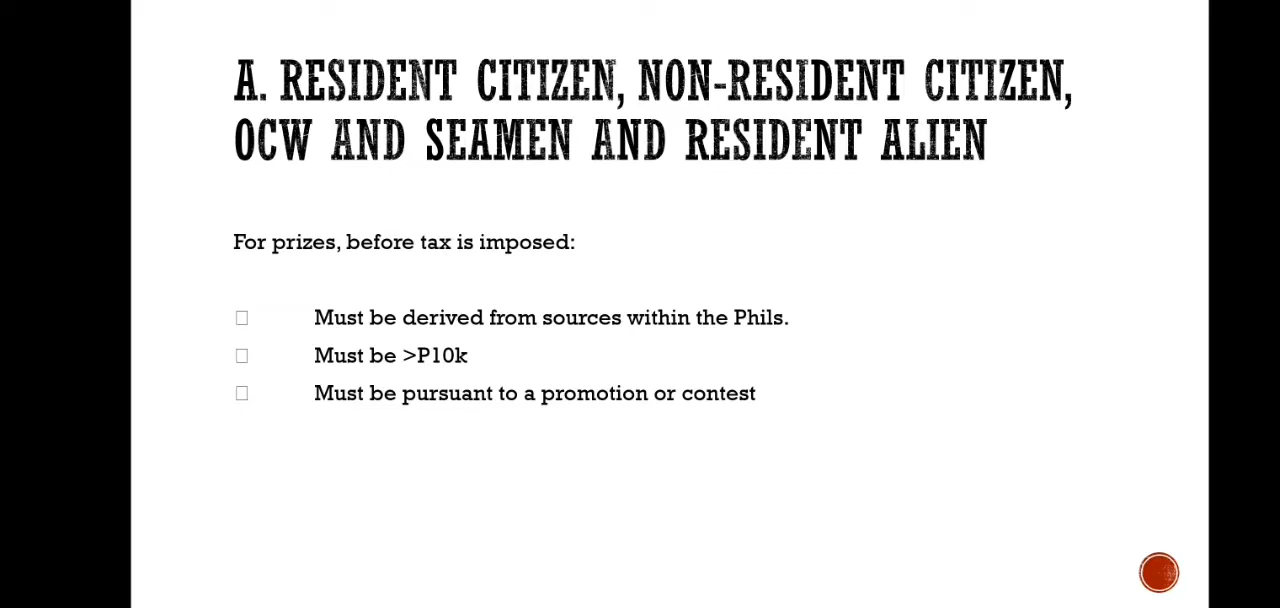 A. RESIDENT CITIZEN, NON-RESIDENT CITIZEN,
OCW AND SEAMEN AND RESIDENT ALIEN
For prizes, before tax is imposed:
Must be derived from sources within the Phils.
Must be >P10k
Must be pursuant to a promotion or contest